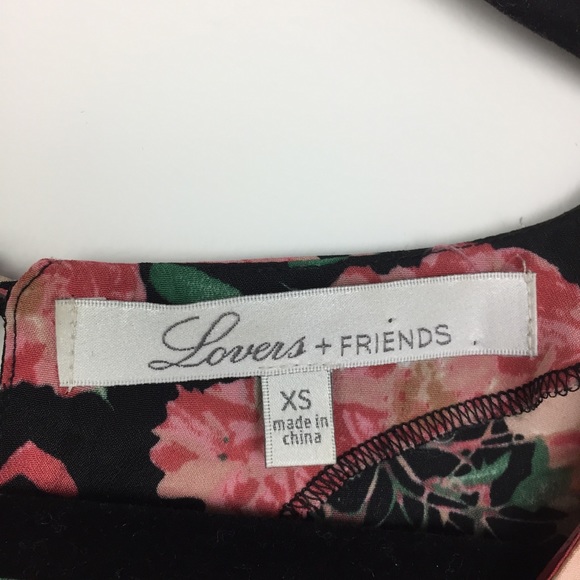 Lovers + FRIENDS
XS
made in
china